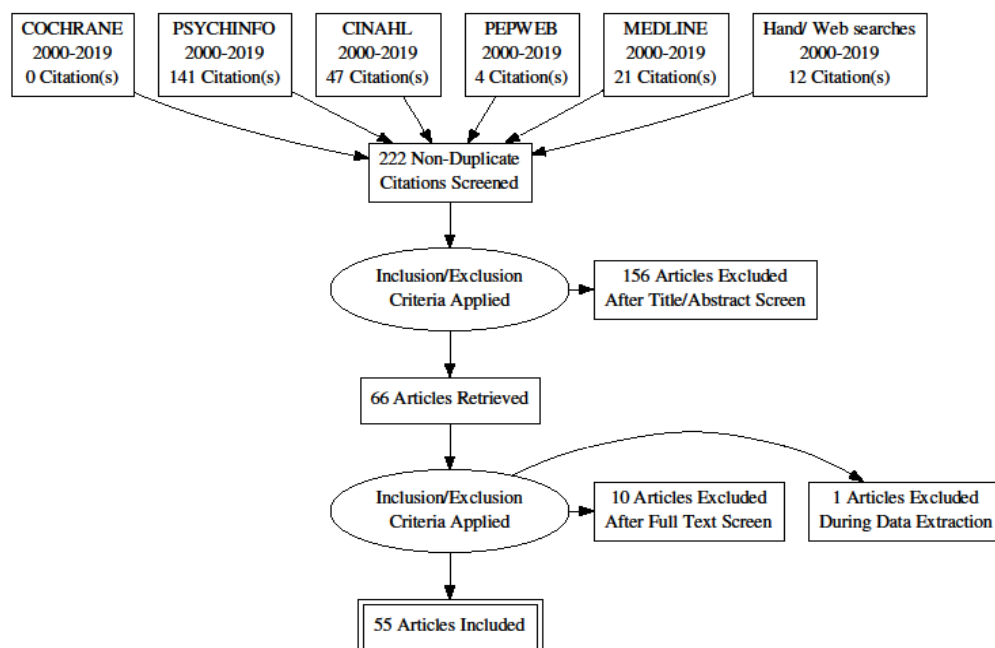 COCHRANE
2000-2019
0 Citation(s)
PSYCHINFO
2000-2019
141 Citation(s)
CINAHL
2000-2019
47 Citation(s)
PEPWEB
2000-2019
4 Citation(s)
MEDLINE
2000-2019
21 Citation(s)
Hand/ Web searches
2000-2019
12 Citation(s)
222 Non-Duplicate
Citations Screened
Inclusion/Exclusion
Criteria Applied
156 Articles Excluded
After Title/Abstract Screen
66 Articles Retrieved
Inclusion/Exclusion
Criteria Applied
10 Articles Excluded
After Full Text Screen
1 Articles Excluded
During Data Extraction
55 Articles Included